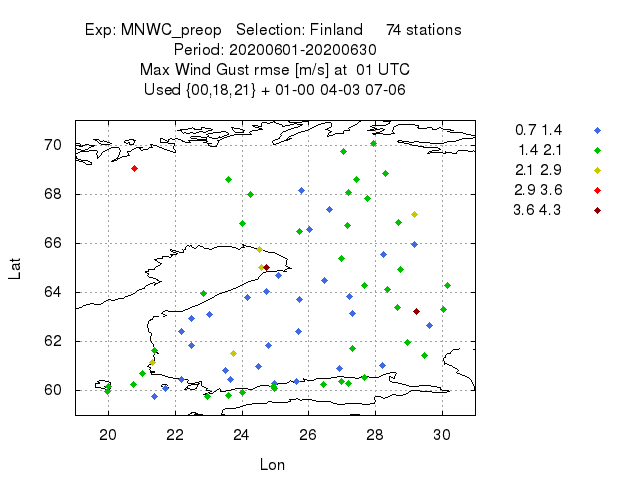 Exp: MNWC_preop   Selection: Finland     74 stations
Period: 20200601-20200630
Max Wind Gust rmse [m/s] at  01 UTC
Used {00,18,21} + 01-00 04-03 07-06
0.7 1.4
1.4 2.1
2.1 2.9
2.9 3.6
3.6 4.3
70
68
66
64
62
60
Lat
20 22 24 26 28 30
Lon